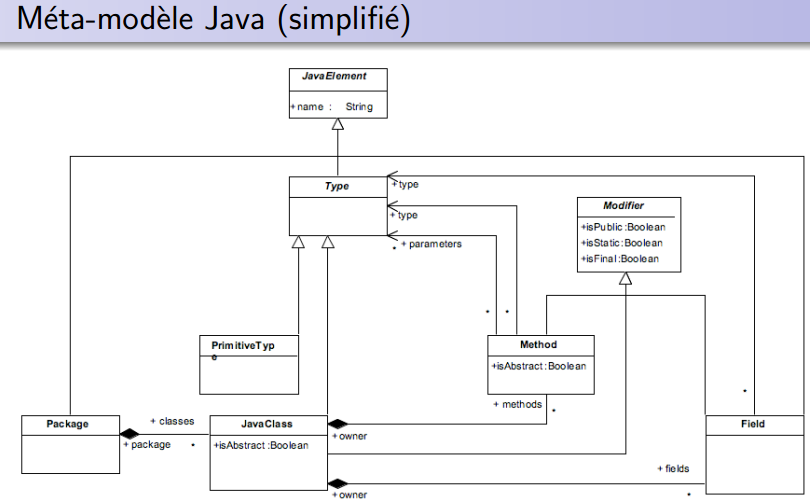 Méta-modèle Java (simplifié)
JavaElement
+name : String
Type
+type
+type
* + parameters
Modifier
+isPublic :Boolean
+isStatic :Boolean
+isFinal :Boolean
* *
PrimitiveTyp
e
Method
+isAbstract :Boolean
+ methods *
*
Package
+ classes
+ package *
JavaClass
+isAbstract :Boolean
+ owner
Field
+ fields
*
+ owner